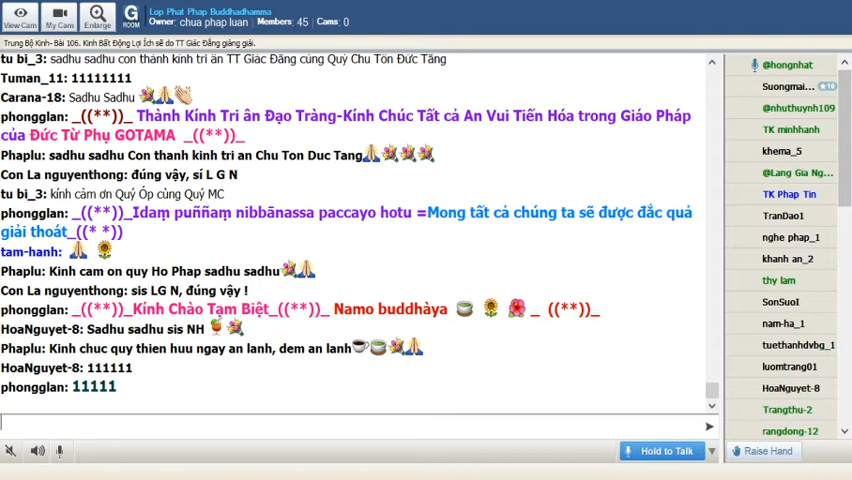 View Cam
My Cam
Enlarge
G
ROOM
Lop Phat Phap Buddhadhamma
Owner: chua phap luan Members: 45 Cams: 0
Trung Bộ Kinh- Bài 106. Kinh Bất Động Lợi Ích sẽ do TT Giác Đẳng giảng giải.
tu bi_3: sadhu sadhu con thành kính tri ân TT Giác Đăng cùng Quý Chu Tôn Đức Tăng
Tuman_11: 11111111
Carana-18: Sadhu Sadhu
phongglan: _((**))_ Thành Kính Tri ân Đạo Tràng-Kính Chúc Tất cả An Vui Tiến Hóa trong Giáo Pháp
của Đức Từ Phụ GOTAMA _((**))_
Phaplu: sadhu sadhu Con thanh kinh tri an Chu Ton Duc Tang
Con La nguyenthong: đúng vậy, sí L G N
tu bi_3: kính cảm ơn Quý Óp cùng Quý MC
phongglan: _((**))_Idaṃ puññaṃ nibbānassa paccayo hotu =Mong tất cả chúng ta sẽ được đắc quả
giải thoát_((* *))
tam-hanh:
Phaplu: Kinh cam on quy Ho Phap sadhu sadhu
Con La nguyenthong: sis LG N, đúng vậy !
phongglan: _((**))_Kính Chào Tạm Biệt_((**))_ Namo buddhàya _ ((**))_
HoaNguyet-8: Sadhu sadhu sis NH
Phaplu: Kinh chuc quy thien huu ngay an lanh, dem an lanh
HoaNguyet-8: 111111
phongglan: 11111
Hold to Talk
@hongnhat
Suongmai...
10
@nhuthuynh109
TK minhhanh
khema_5
@Lang Gia Ng...
TK Phap Tin
TranDao1
nghe phap_1
khanh an_2
thy lam
SonSuoI
nam-ha_1
tuethanhdvbg_1
luomtrang01
HoaNguyet-8
Trangthu-2
rangdong-12
Raise Hand